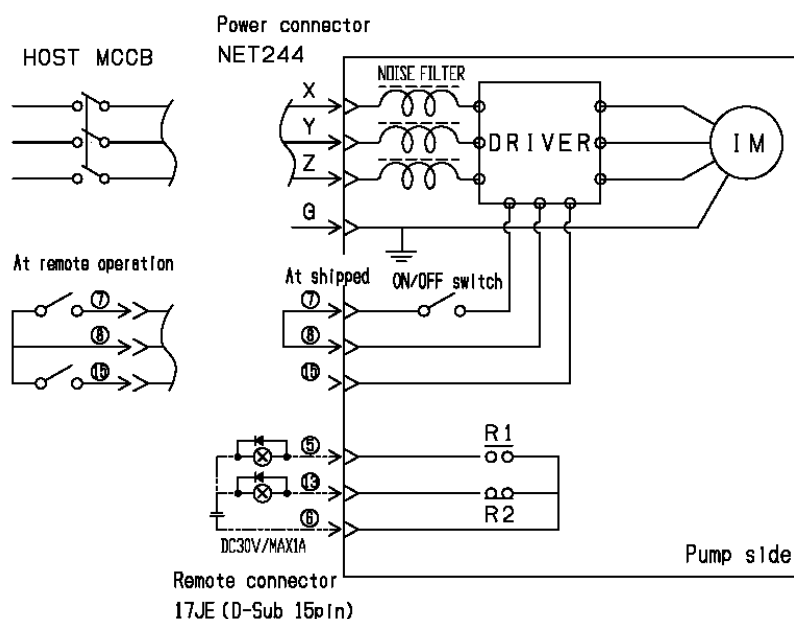 Power connector
NET244
HOST MCCB
NOISE FILTER
X
Y
Z
G
DRIVER
IM
At remote operation
At shipped
ON/OFF switch
⑦
⑧
⑮
⑦
⑧
⑮
⑤
⑬
⑥
R1
R2
DC30V/MAX1A
Pump side
Remote connector
17JE (D-Sub 15pin)